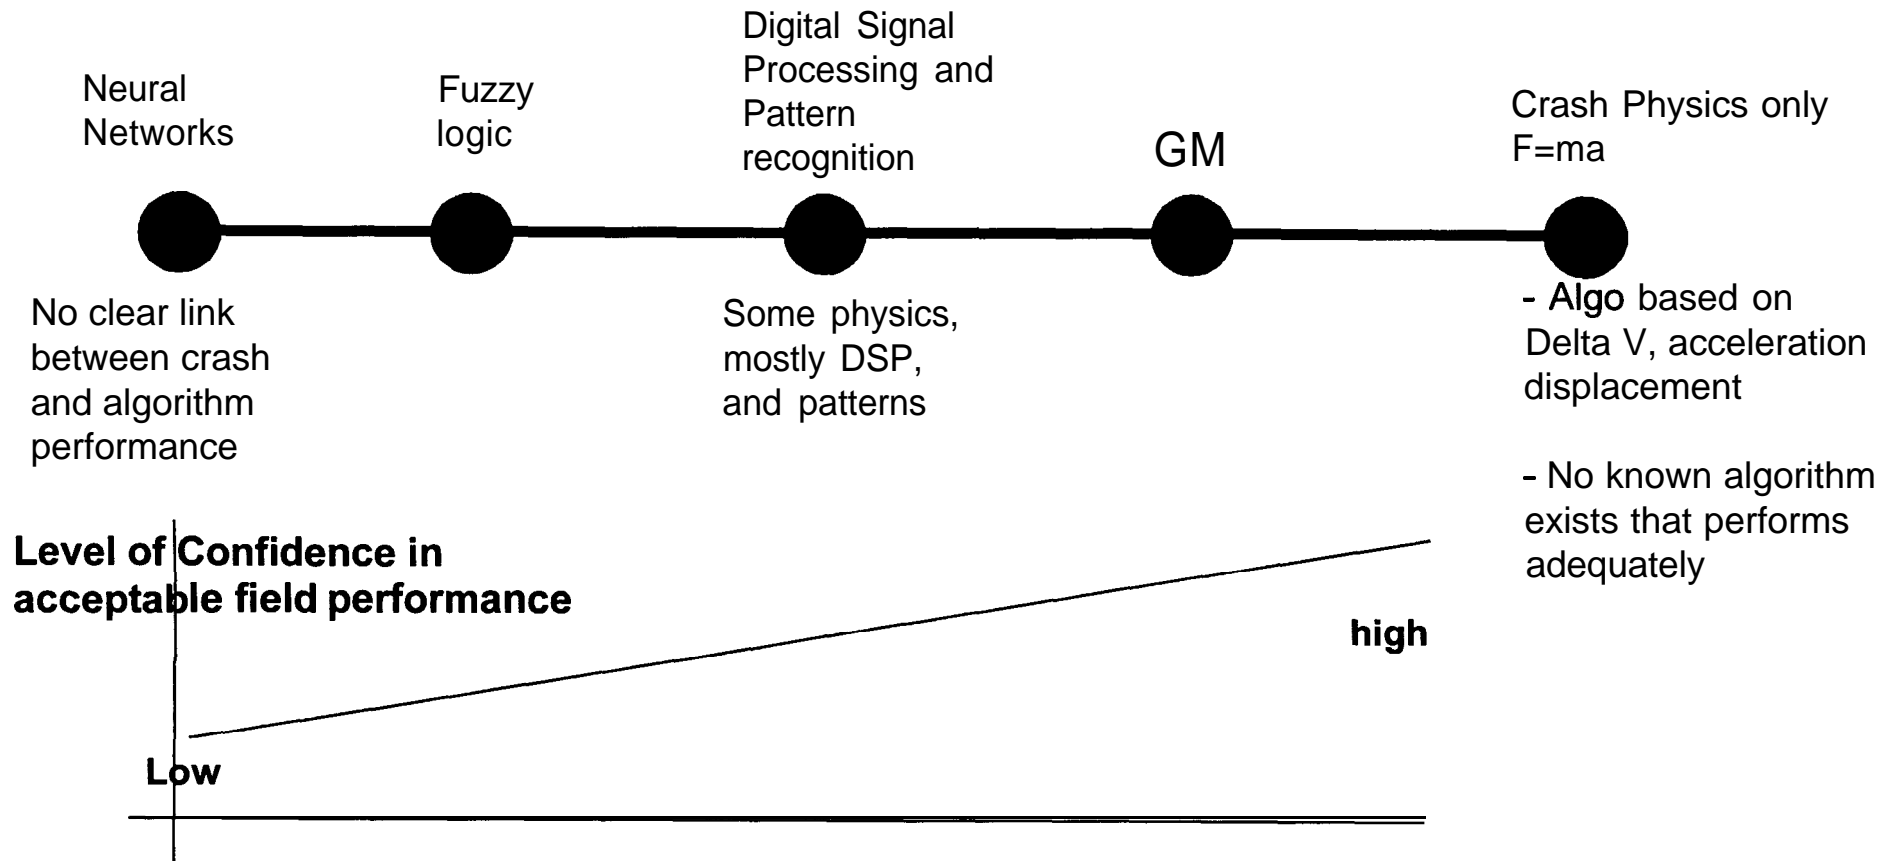 Neural
Networks
Fuzzy
logic
Digital Signal
Processing and
Pattern
recognition
GM
Crash Physics only
F=ma
No clear link
between crash
and algorithm
performance
Some physics,
mostly DSP,
and patterns
- Algo based on
Delta V, acceleration
displacement
- No known algorithm
exists that performs
adequately
Level of Confidence in
acceptable field performance
high
Low